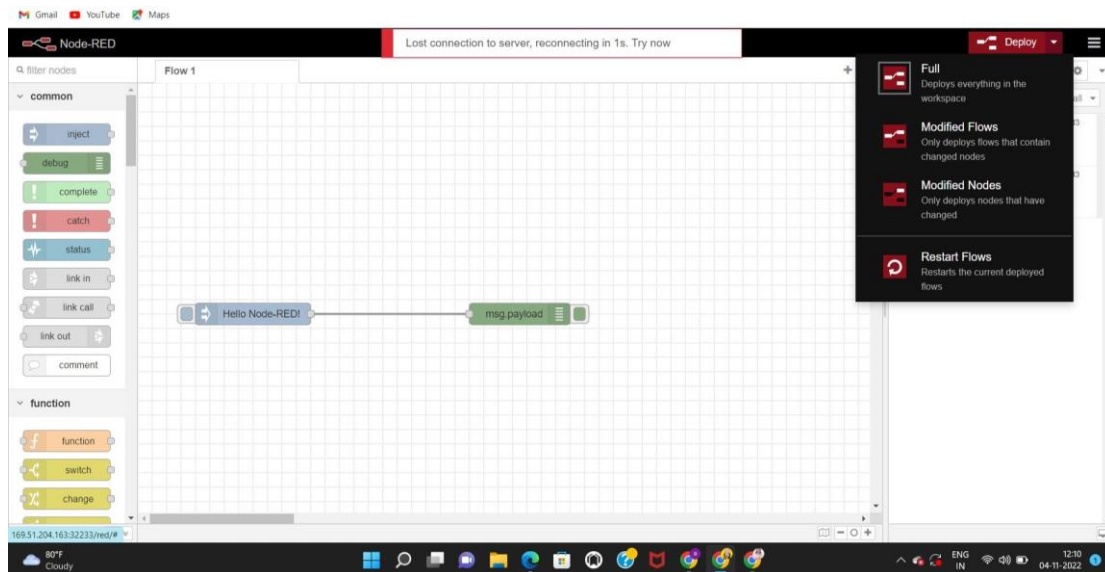 Gmail YouTube Maps
Node-RED
Lost connection to server, reconnecting in 1s. Try now
Deploy
filter nodes
Flow 1
Full
Deploys everything in the
workspace
all
common
Modified Flows
Only deploys flows that contain
changed nodes
inject
debug
complete
Modified Nodes
Only deploys nodes that have
changed
catch
status
Restart Flows
Restarts the current deployed
flows
link in
link call
Hello Node-RED!
msg.payload
link out
comment
function
function
switch
change
169.51.204.163:32233/red/#
80°F
Cloudy
ENG
IN
12:10
04-11-2022